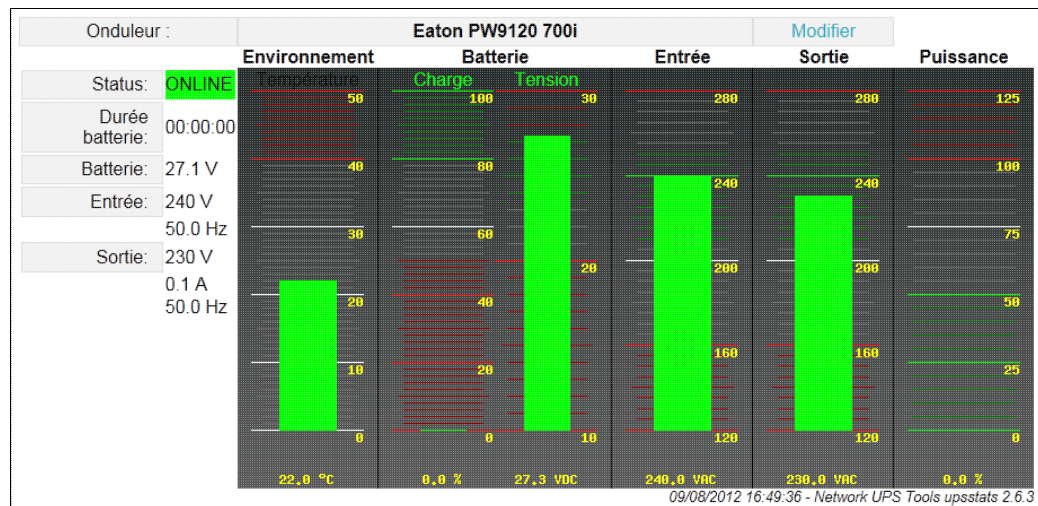 Onduleur : Eaton PW9120 700i Modifier
Environnement Batterie Entrée Sortie Puissance
Status: ONLINE
Durée batterie: 00:00:00
Batterie: 27.1 V
Entrée: 240 V
50.0 Hz
Sortie: 230 V
0.1 A
50.0 Hz
Température Charge Tension
50 100 30 280 280 125
40 80 240 240 100
30 60 20 200 200 75
20 40 160 160 50
10 20 25
0 0 10 120 120 0
22.0 °C 0.0 % 27.3 VDC 240.0 VAC 230.0 VAC 0.0 %
09/08/2012 16:49:36 - Network UPS Tools upsstats 2.6.3